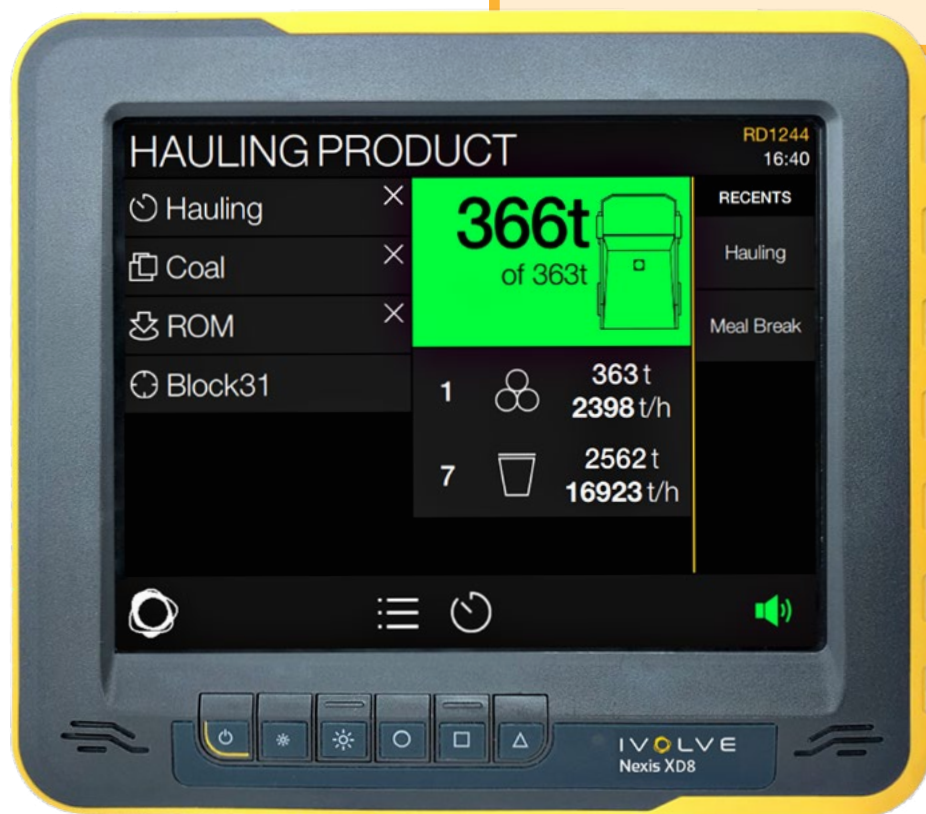 HAULING PRODUCT
RD1244
16:40
Hauling
Coal
ROM
Block31
366t
of 363t
1
363 t
2398 t/h
7
2562 t
16923 t/h
RECENTS
Hauling
Meal Break
IVOLVE
Nexis XD8